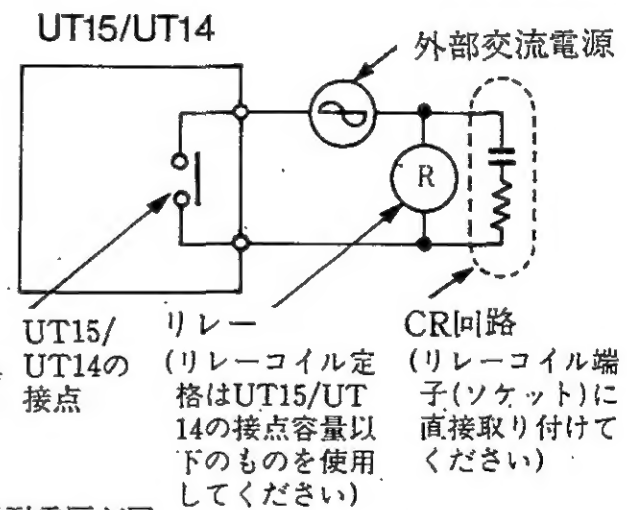 UT15/UT14
外部交流電源
R
UT15/
UT14の
接点
リレー
(リレーコイル定
格はUT15/UT
14の接点容量以
下のものを使用
してください)
CR回路
(リレーコイル端
子(ソケット)に
直接取り付けて
ください)